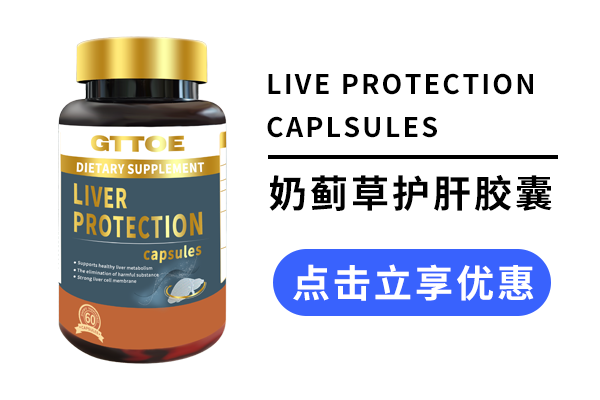 GTTOE
DIETARY SUPPLEMENT
LIVER
PROTECTION
capsules
Supports healthy liver metabolism
The elimination of harmful substance
Strong liver cell membrane
60
LIVE PROTECTION
CAPLSULES
奶蓟草护肝胶囊
点击立享优惠